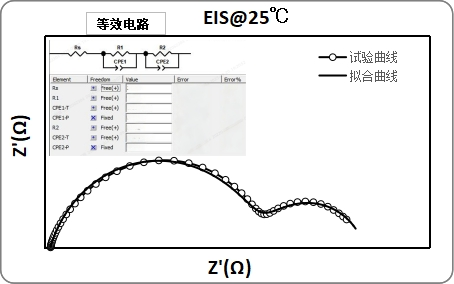 EIS@25℃
等效电路
Rs R1 R2
CPE1 CPE2
Element Freedom Value Error Error%
Rs Free(+)
R1 Free(+)
CPE1-T Free(+)
CPE1-P Fixed
R2 Free(+)
CPE2-T Free(+)
CPE2-P Fixed
试验曲线
拟合曲线
Z'(Ω)
Z'(Ω)